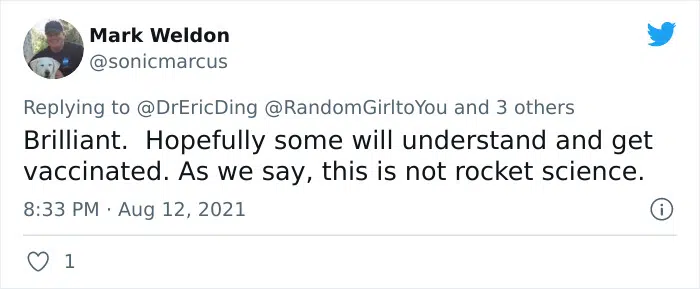 Mark Weldon
@sonicmarcus
Replying to @DrEricDing @RandomGirltoYou and 3 others
Brilliant.  Hopefully some will understand and get
vaccinated. As we say, this is not rocket science.
8:33 PM · Aug 12, 2021
1